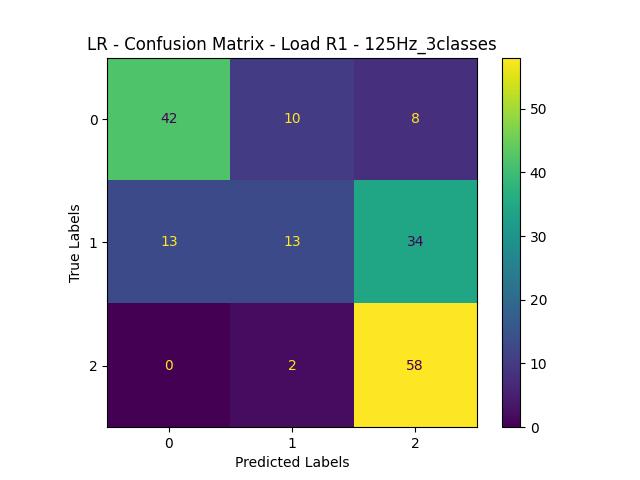 LR - Confusion Matrix - Load R1 - 125Hz_3classes
True Labels
0 42 10 8
1 13 13 34
2 0 2 58
0 1 2
Predicted Labels
50
40
30
20
10
0